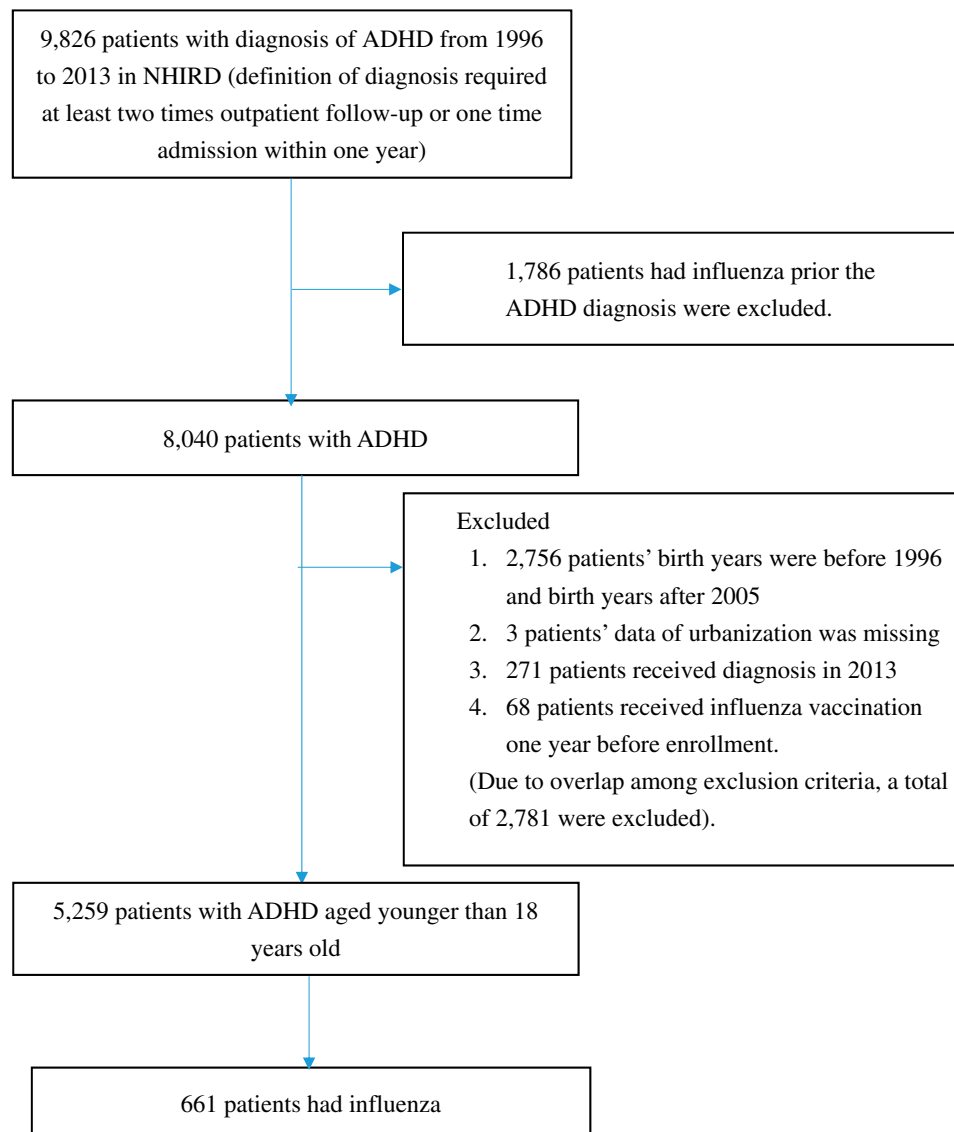 9,826 patients with diagnosis of ADHD from 1996
to 2013 in NHIRD (definition of diagnosis required
at least two times outpatient follow-up or one time
admission within one year)
1,786 patients had influenza prior the
ADHD diagnosis were excluded.
8,040 patients with ADHD
Excluded
1. 2,756 patients’ birth years were before 1996
and birth years after 2005
2. 3 patients’ data of urbanization was missing
3. 271 patients received diagnosis in 2013
4. 68 patients received influenza vaccination
one year before enrollment.
(Due to overlap among exclusion criteria, a total
of 2,781 were excluded).
5,259 patients with ADHD aged younger than 18
years old
661 patients had influenza